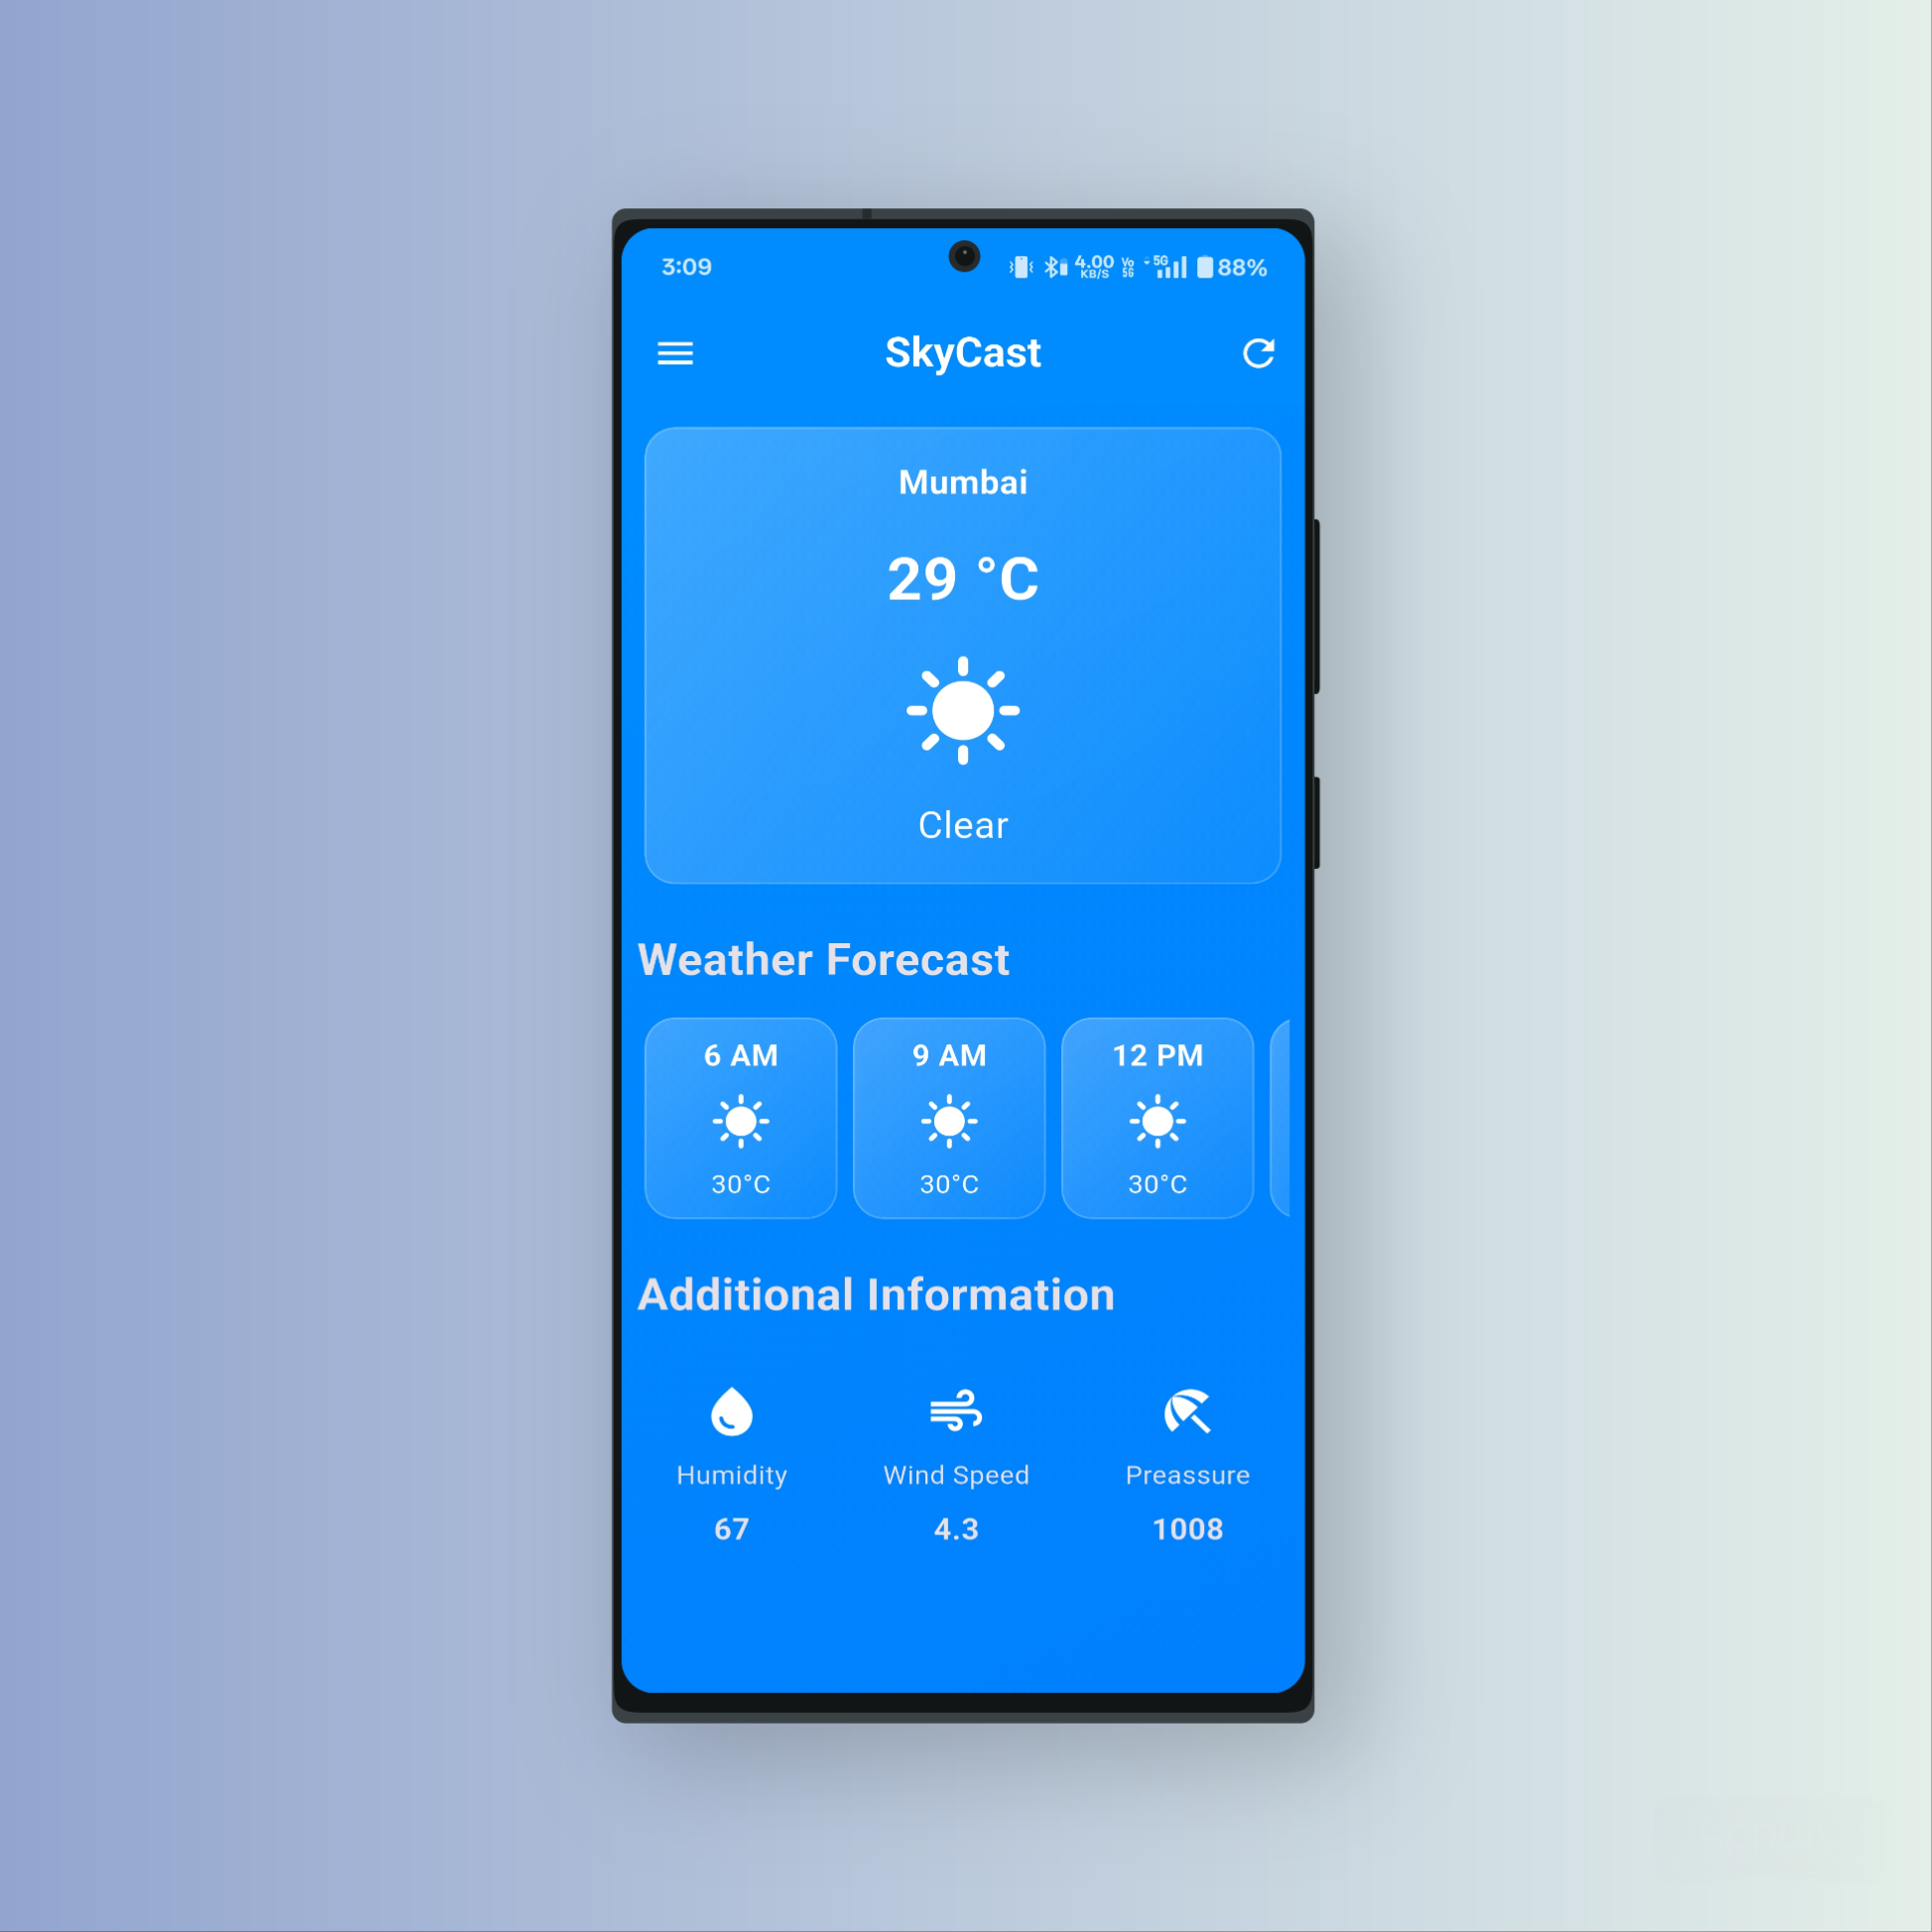 3:09 4.00 KB/S Vo 5G 5G 88%
SkyCast
Mumbai
29 °C
Clear
Weather Forecast
6 AM 9 AM 12 PM
30°C 30°C 30°C
Additional Information
Humidity Wind Speed Preassure
67 4.3 1008